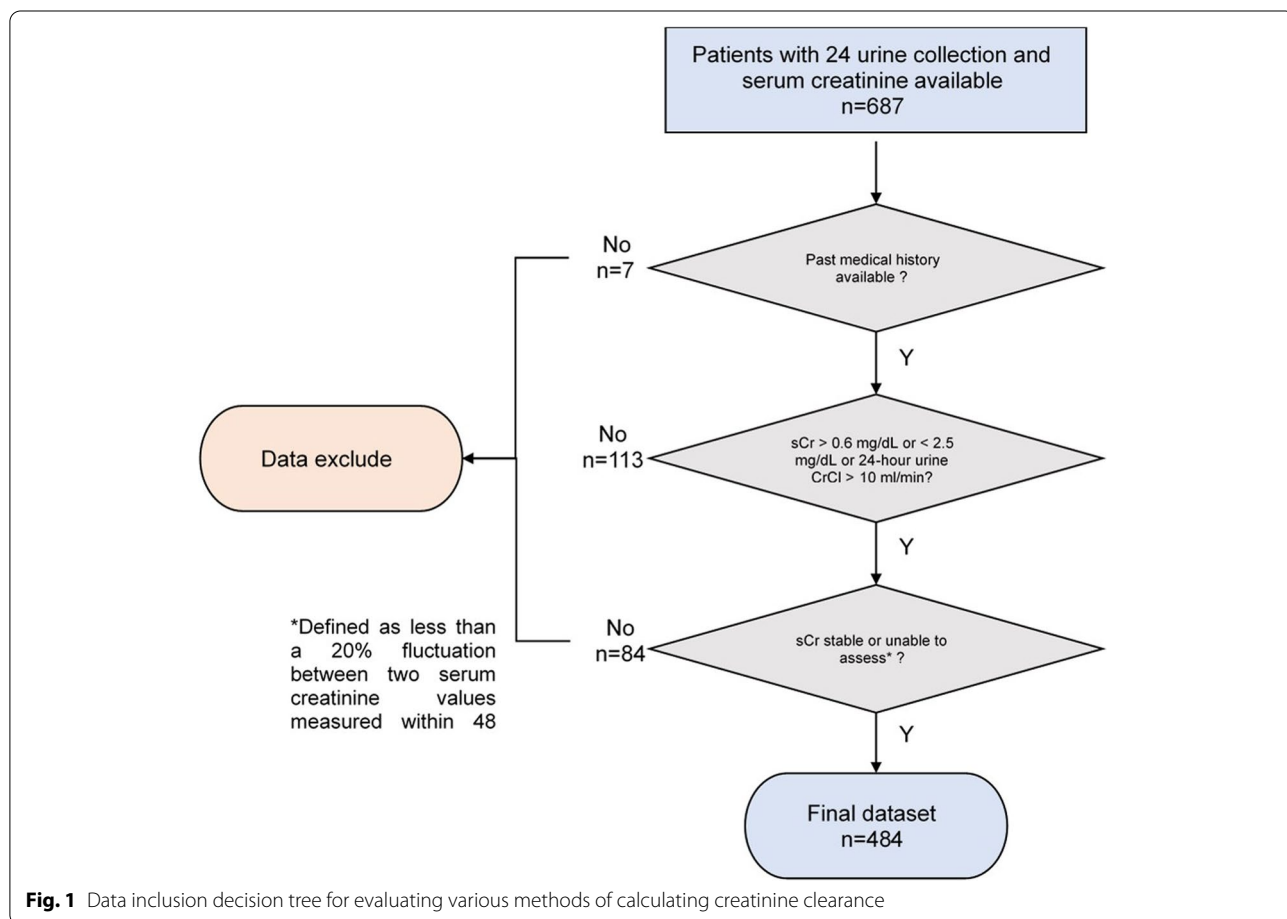 Patients with 24 urine collection and
serum creatinine available
n=687
No
n=7
Past medical history
available ?
Y
Data exclude
No
n=113
sCr > 0.6 mg/dL or < 2.5
mg/dL or 24-hour urine
CrCl > 10 ml/min?
Y
*Defined as less than
a 20% fluctuation
between two serum
creatinine values
measured within 48
No
n=84
sCr stable or unable to
assess* ?
Y
Final dataset
n=484
Fig. 1 Data inclusion decision tree for evaluating various methods of calculating creatinine clearance